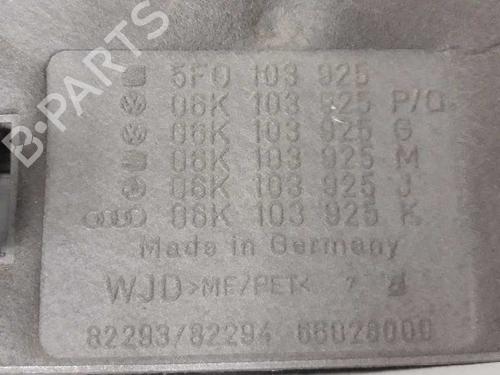 5F0 103 925
06K 103 925 P/Q
06K 103 925 G
06K 103 925 M
06K 103 925 J
06K 103 925 K
Made in Germany
WJD >MF/PET<
82293/82294 66028000
B-PARTS